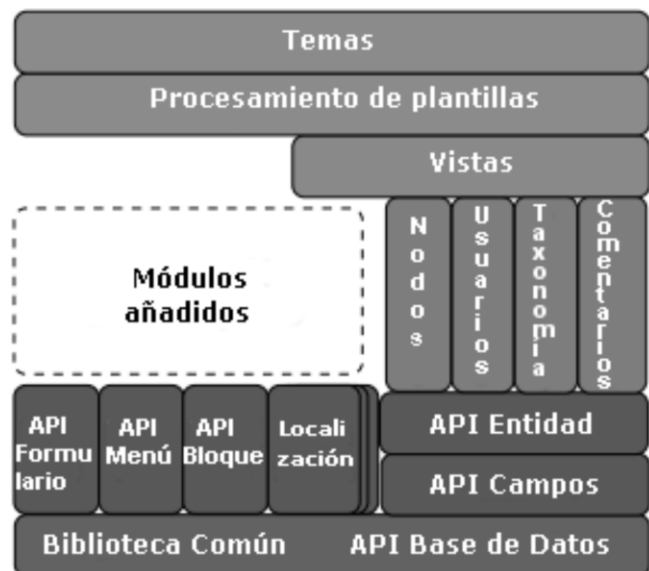 Temas
Procesamiento de plantillas
Vistas
Nodos
Usuarios
Taxonomía
Comentarios
Módulos
añadidos
API
Formu
lario
API
Menú
API
Bloque
Locali
zación
API Entidad
API Campos
Biblioteca Común API Base de Datos